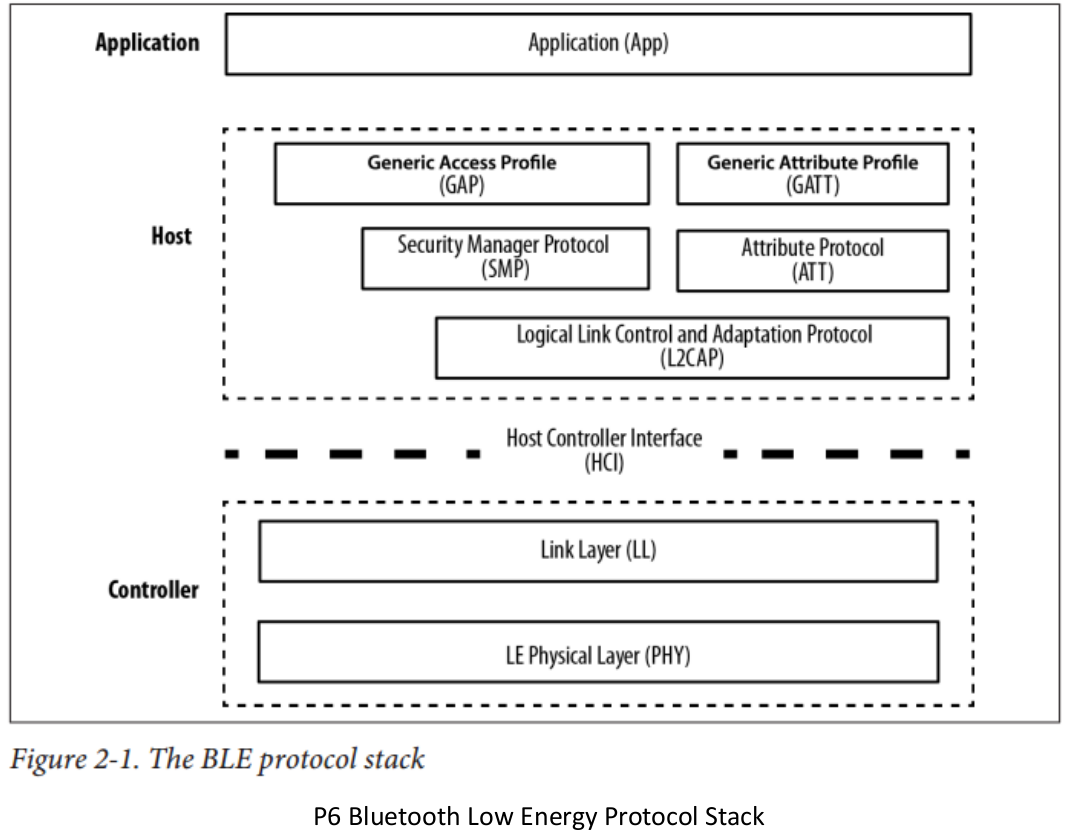 Application
Application (App)
Host
Generic Access Profile
(GAP)
Generic Attribute Profile
(GATT)
Security Manager Protocol
(SMP)
Attribute Protocol
(ATT)
Logical Link Control and Adaptation Protocol
(L2CAP)
Host Controller Interface
(HCI)
Controller
Link Layer (LL)
LE Physical Layer (PHY)
Figure 2-1. The BLE protocol stack
P6 Bluetooth Low Energy Protocol Stack